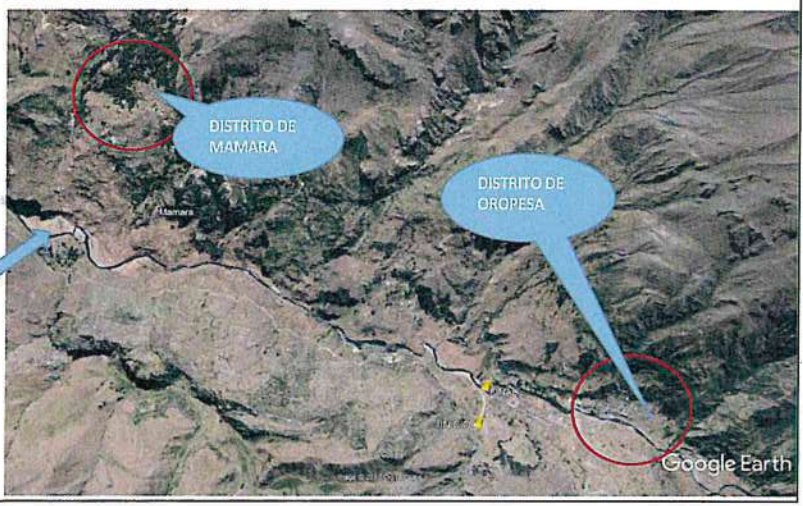 DISTRITO DE
MAMARA
DISTRITO DE
OROPESA
Mamara
Google Earth